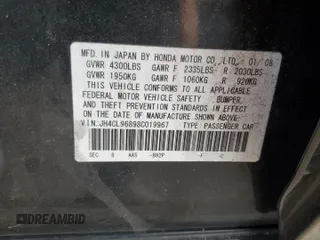 MFD. IN JAPAN BY HONDA MOTOR CO., LTD. 01/08
GVWR 4300LBS GAWR F 2335LBS R 2030LBS
GVWR 1950KG GAWR F 1060KG R 920KG
THIS VEHICLE CONFORMS TO ALL APPLICABLE
FEDERAL MOTOR VEHICLE SAFETY, BUMPER,
AND THEFT PREVENTION STANDARDS IN EFFECT
ON THE DATE OF MANUFACTURE SHOWN ABOVE.
V.I.N: JH4CL96898C019967 TYPE: PASSENGER CAR
DREAMBID